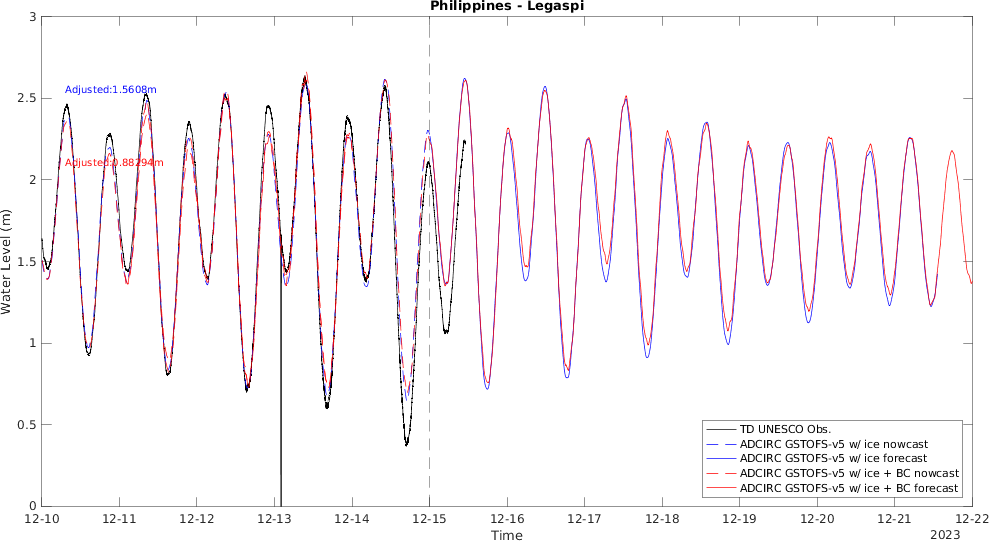 Philippines - Legaspi
Water Level (m)
3
2.5
2
1.5
1
0.5
0
Adjusted:1.5608m
Adjusted:0.88294m
TD UNESCO Obs.
ADCIRC GSTOFS-v5 w/ ice nowcast
ADCIRC GSTOFS-v5 w/ ice forecast
ADCIRC GSTOFS-v5 w/ ice + BC nowcast
ADCIRC GSTOFS-v5 w/ ice + BC forecast
12-10 12-11 12-12 12-13 12-14 12-15 12-16 12-17 12-18 12-19 12-20 12-21 12-22
Time
2023